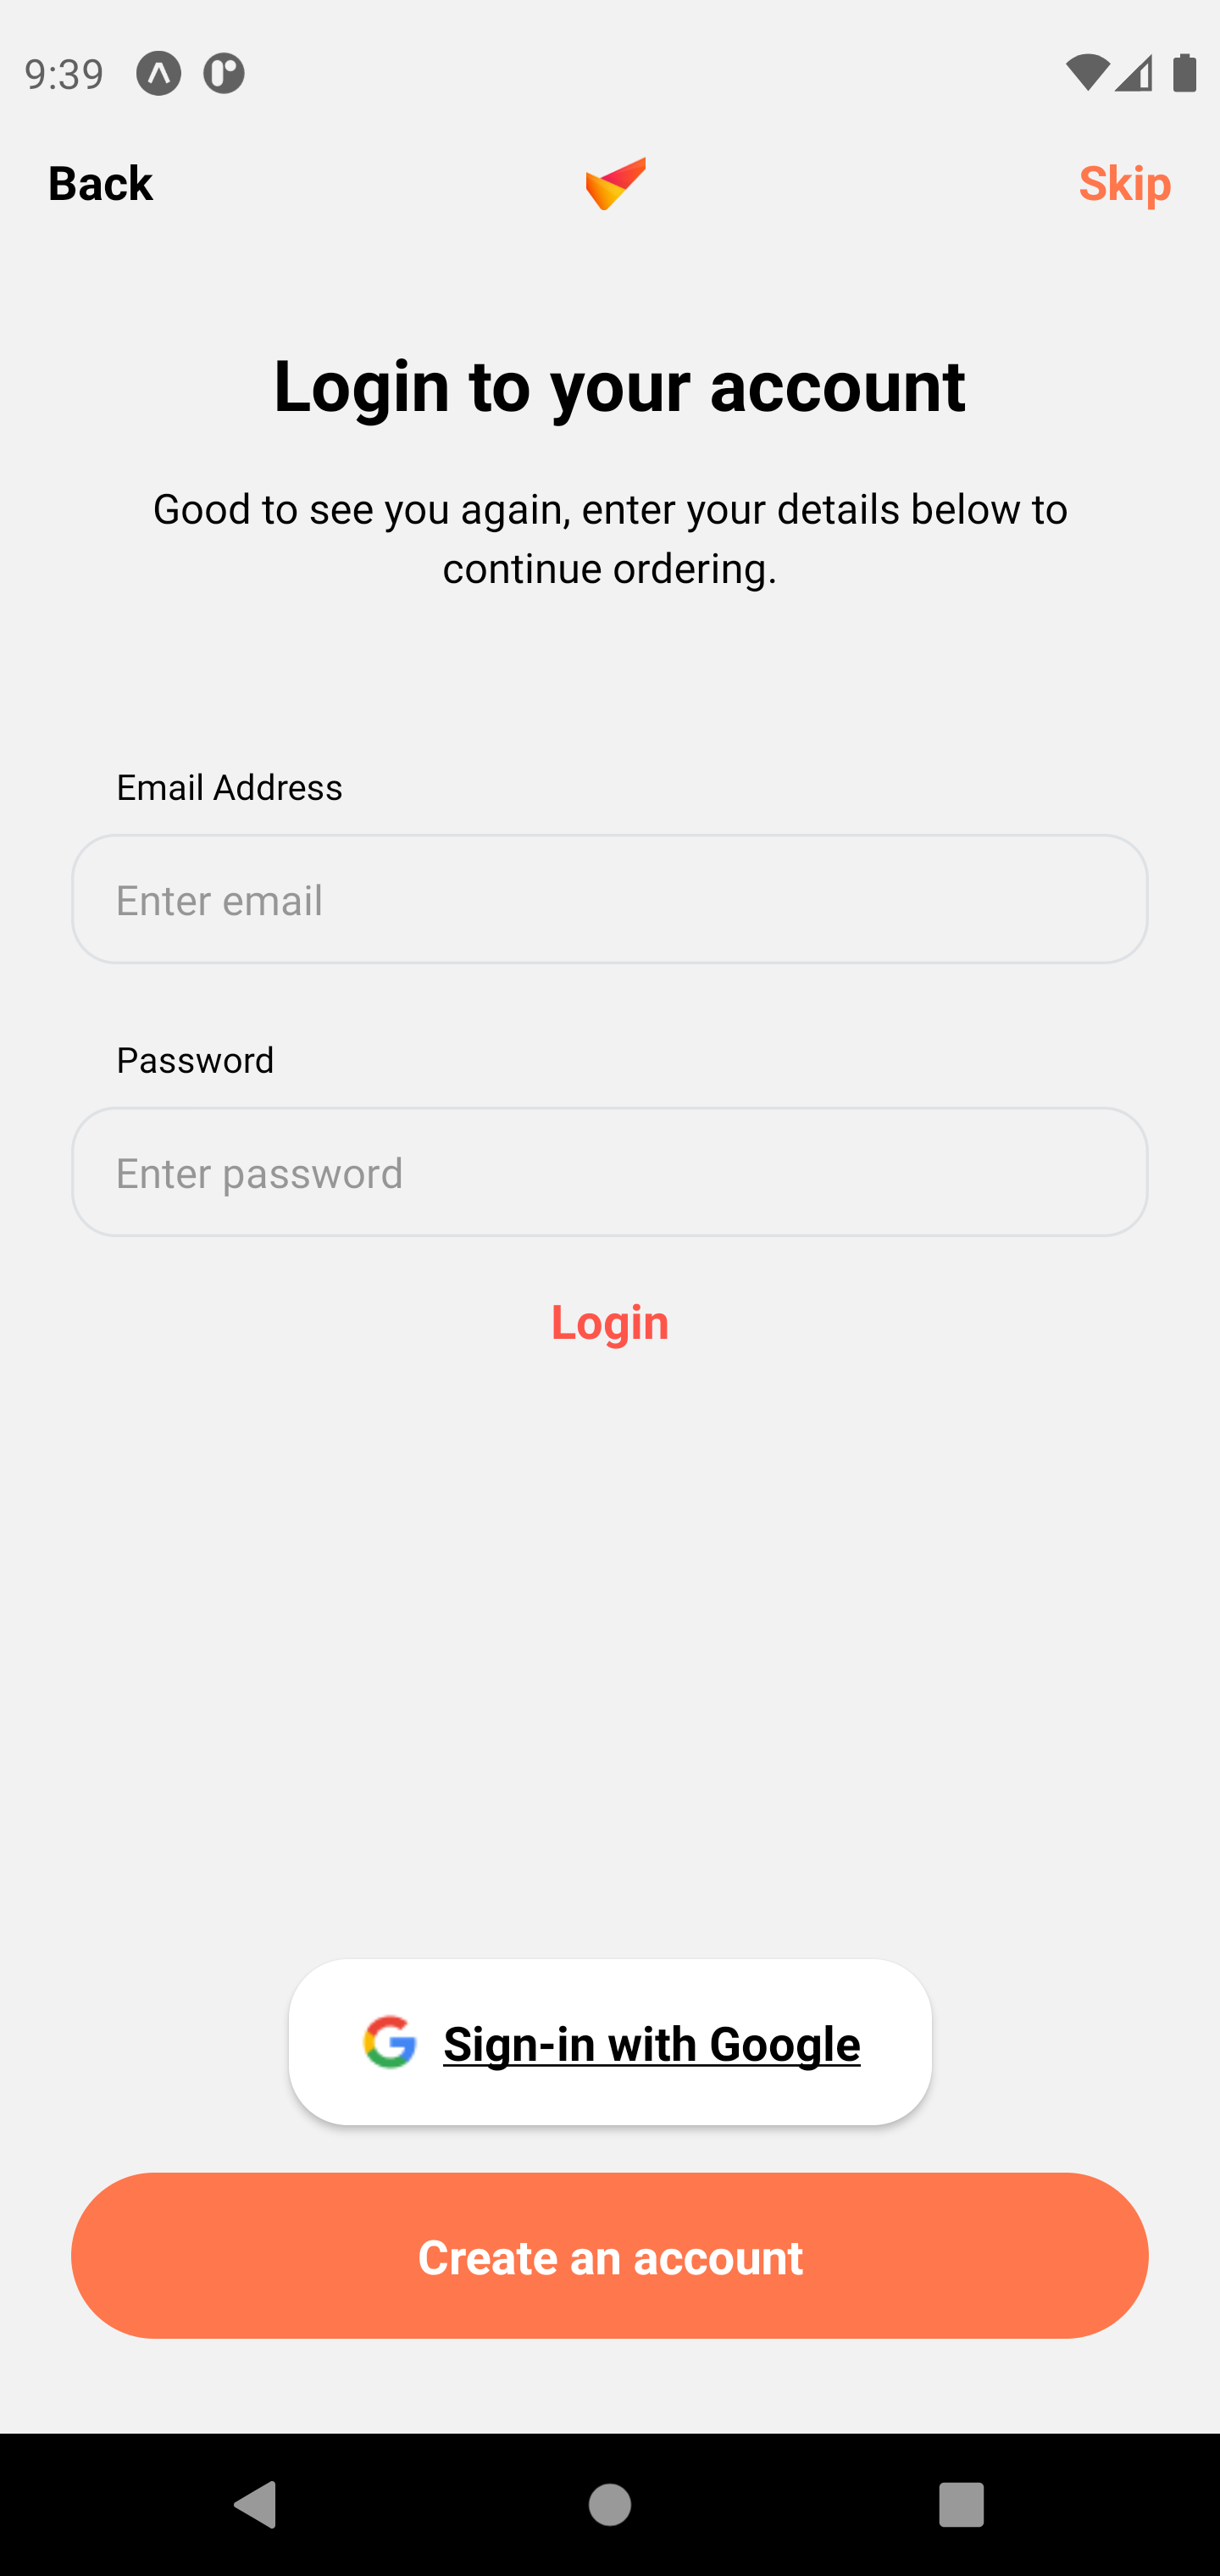 9:39
Back
Skip
Login to your account
Good to see you again, enter your details below to
continue ordering.
Email Address
Enter email
Password
Enter password
Login
Sign-in with Google
Create an account